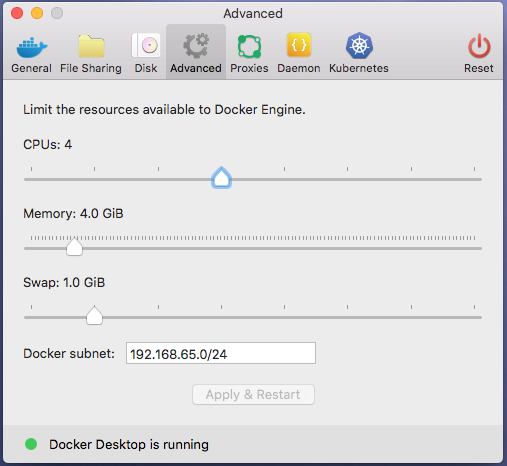 Advanced
General File Sharing Disk Advanced Proxies Daemon Kubernetes Reset
Limit the resources available to Docker Engine.
CPUs: 4
Memory: 4.0 GiB
Swap: 1.0 GiB
Docker subnet: 192.168.65.0/24
Apply & Restart
Docker Desktop is running